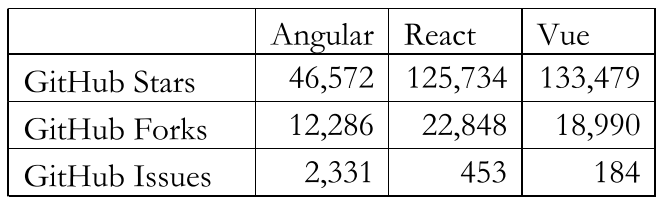 Angular React Vue
GitHub Stars 46,572 125,734 133,479
GitHub Forks 12,286 22,848 18,990
GitHub Issues 2,331 453 184